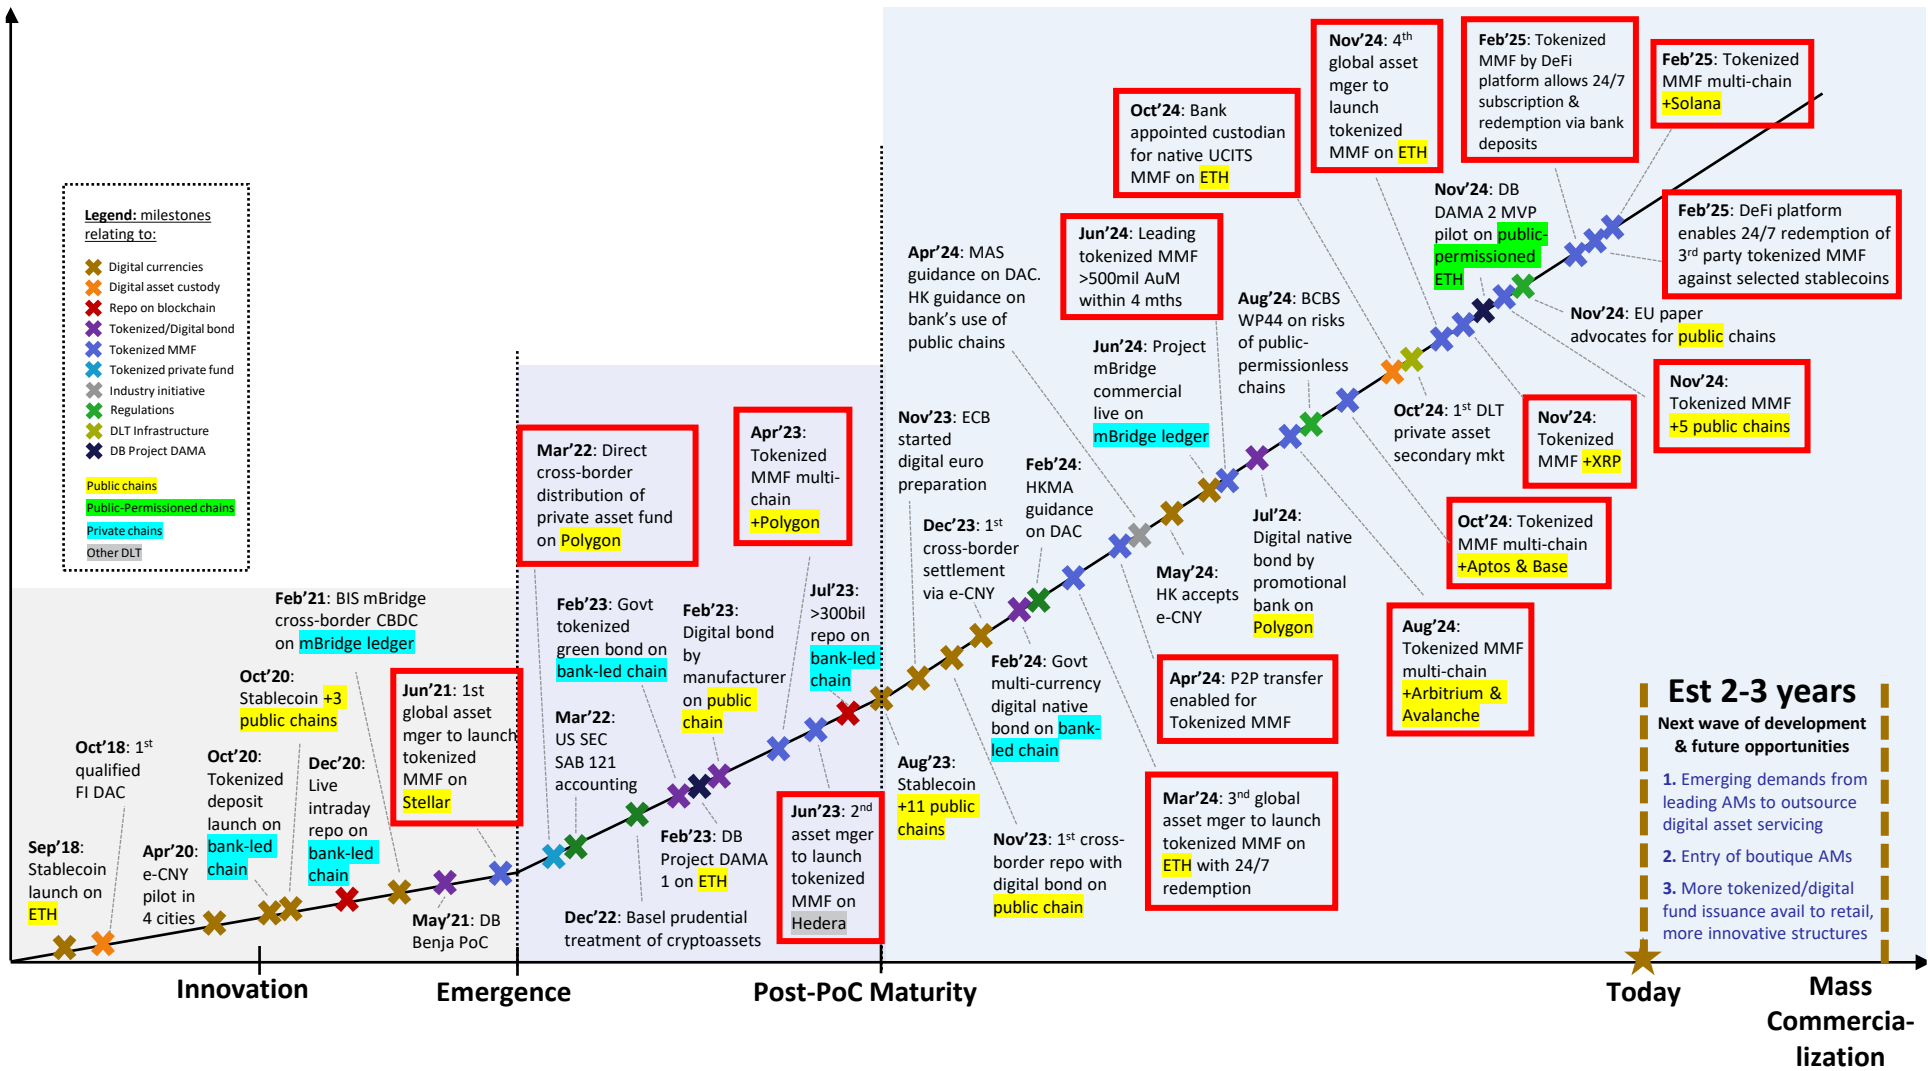 Legend: milestones
relating to:
Digital currencies
Digital asset custody
Repo on blockchain
Tokenized/Digital bond
Tokenized MMF
Tokenized private fund
Industry initiative
Regulations
DLT Infrastructure
DB Project DAMA
Public chains
Public-Permissioned chains
Private chains
Other DLT
Sep’18:
Stablecoin
launch on
ETH
Oct’18: 1st
qualified
FI DAC
Apr’20:
e-CNY
pilot in
4 cities
Oct’20:
Tokenized
deposit
launch on
bank-led
chain
Oct’20:
Stablecoin +3
public chains
Dec’20:
Live
intraday
repo on
bank-led
chain
Feb’21: BIS mBridge
cross-border CBDC
on mBridge ledger
May’21: DB
Benja PoC
Jun’21: 1st
global asset
mger to launch
tokenized
MMF on
Stellar
Mar’22: Direct
cross-border
distribution of
private asset fund
on Polygon
Mar’22:
US SEC
SAB 121
accounting
Dec’22: Basel prudential
treatment of cryptoassets
Feb’23: Govt
tokenized
green bond on
bank-led chain
Feb’23: DB
Project DAMA
1 on ETH
Feb’23:
Digital bond
by
manufacturer
on public
chain
Apr’23:
Tokenized
MMF multi-
chain
+Polygon
Jun’23: 2nd
asset mger
to launch
tokenized
MMF on
Hedera
Jul’23:
>300bil
repo on
bank-led
chain
Aug’23:
Stablecoin
+11 public
chains
Nov’23: ECB
started
digital euro
preparation
Nov’23: 1st cross-
border repo with
digital bond on
public chain
Dec’23: 1st
cross-border
settlement
via e-CNY
Feb’24: Govt
multi-currency
digital native
bond on bank-
led chain
Feb’24:
HKMA
guidance
on DAC
Mar’24: 3nd global
asset mger to launch
tokenized MMF on
ETH with 24/7
redemption
Apr’24: P2P transfer
enabled for
Tokenized MMF
Apr’24: MAS
guidance on DAC.
HK guidance on
bank’s use of
public chains
May’24:
HK accepts
e-CNY
Jun’24: Project
mBridge
commercial
live on
mBridge ledger
Jun’24: Leading
tokenized MMF
>500mil AuM
within 4 mths
Jul’24:
Digital native
bond by
promotional
bank on
Polygon
Aug’24:
Tokenized MMF
multi-chain
+Arbitrium &
Avalanche
Aug’24: BCBS
WP44 on risks
of public-
permissionless
chains
Oct’24: Tokenized
MMF multi-chain
+Aptos & Base
Oct’24: Bank
appointed custodian
for native UCITS
MMF on ETH
Oct’24: 1st DLT
private asset
secondary mkt
Nov’24: 4th
global asset
mger to
launch
tokenized
MMF on ETH
Nov’24:
Tokenized
MMF +XRP
Nov’24: DB
DAMA 2 MVP
pilot on public-
permissioned
ETH
Nov’24:
Tokenized MMF
+5 public chains
Nov’24: EU paper
advocates for public chains
Feb’25: Tokenized
MMF by DeFi
platform allows 24/7
subscription &
redemption via bank
deposits
Feb’25: DeFi platform
enables 24/7 redemption of
3rd party tokenized MMF
against selected stablecoins
Feb’25: Tokenized
MMF multi-chain
+Solana
Est 2-3 years
Next wave of development
& future opportunities
1. Emerging demands from
leading AMs to outsource
digital asset servicing
2. Entry of boutique AMs
3. More tokenized/digital
fund issuance avail to retail,
more innovative structures
Innovation
Emergence
Post-PoC Maturity
Today
Mass
Commercia-
lization